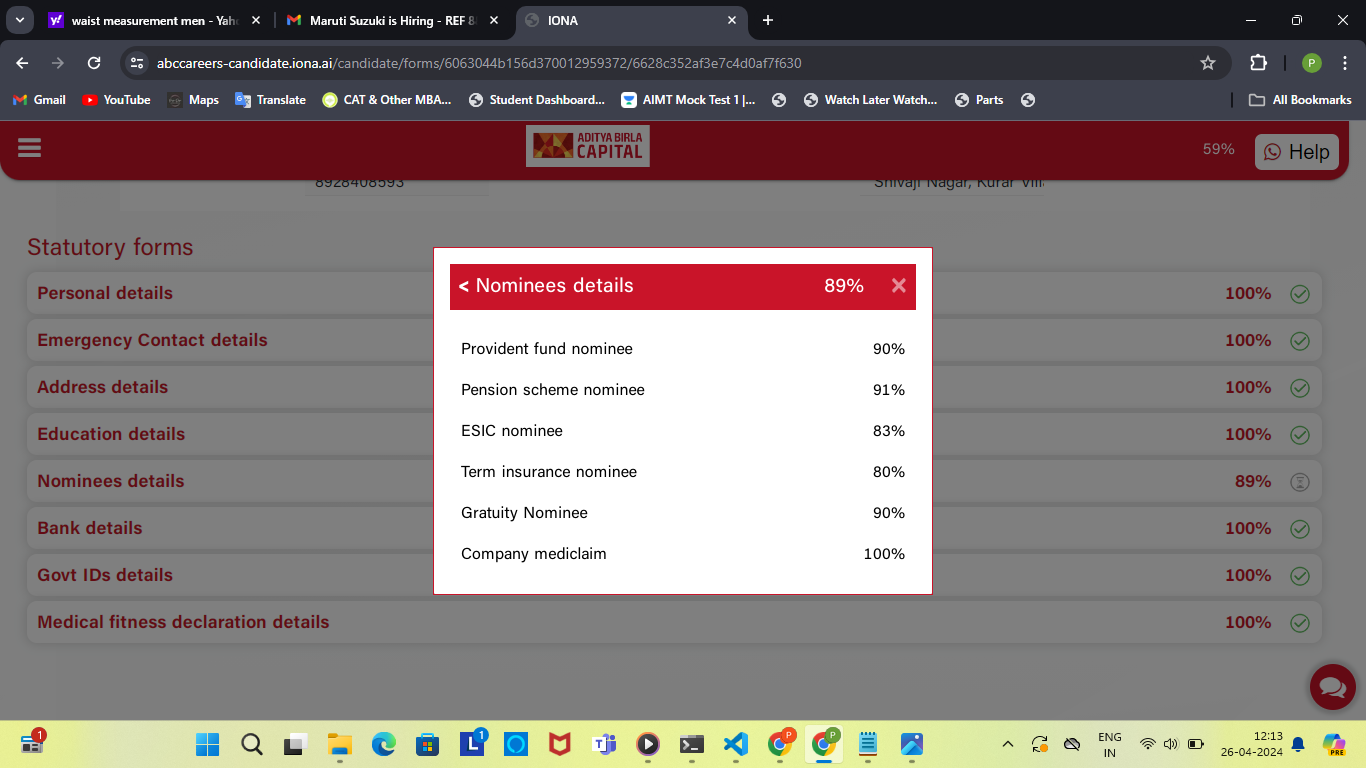 waist measurement men - Yah
Maruti Suzuki is Hiring - REF 8
IONA
abccareers-candidate.iona.ai/candidate/forms/6063044b156d370012959372/6628c352af3e7c4d0af7f630
P
Gmail
YouTube
Maps
Translate
CAT & Other MBA...
Student Dashboard...
AIMT Mock Test 1 |...
Watch Later Watch...
Parts
All Bookmarks
ADITYA BIRLA
CAPITAL
59%
Help
8928408593
Shivaji Nagar, Kurar Vill
Statutory forms
Personal details 100%
Emergency Contact details 100%
Address details 100%
Education details 100%
Nominees details 89%
Bank details 100%
Govt IDs details 100%
Medical fitness declaration details 100%
< Nominees details 89%
Provident fund nominee 90%
Pension scheme nominee 91%
ESIC nominee 83%
Term insurance nominee 80%
Gratuity Nominee 90%
Company mediclaim 100%
1
L
1
P
P
ENG
IN
12:13
26-04-2024
PRE